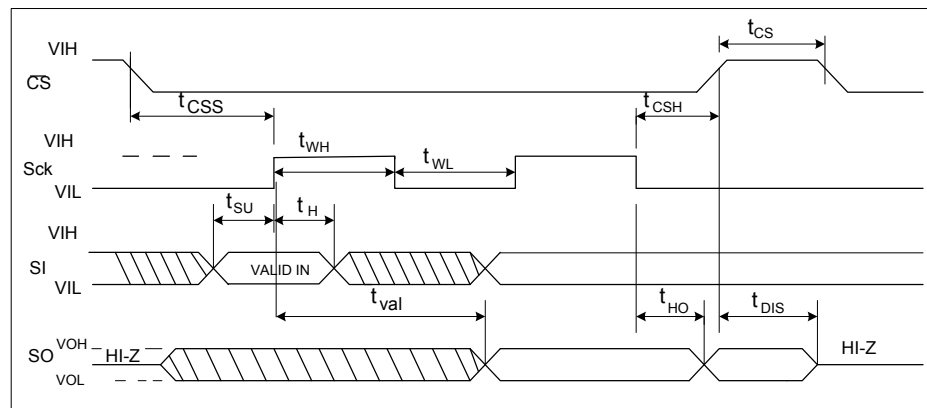 VIH
CS
tCS
tCSS
tCSH
VIH
Sck
VIL
tWH
tWL
tSU
tH
VIH
SI
VIL
VALID IN
tval
tHO
tDIS
VOH
SO
HI-Z
VOL
HI-Z